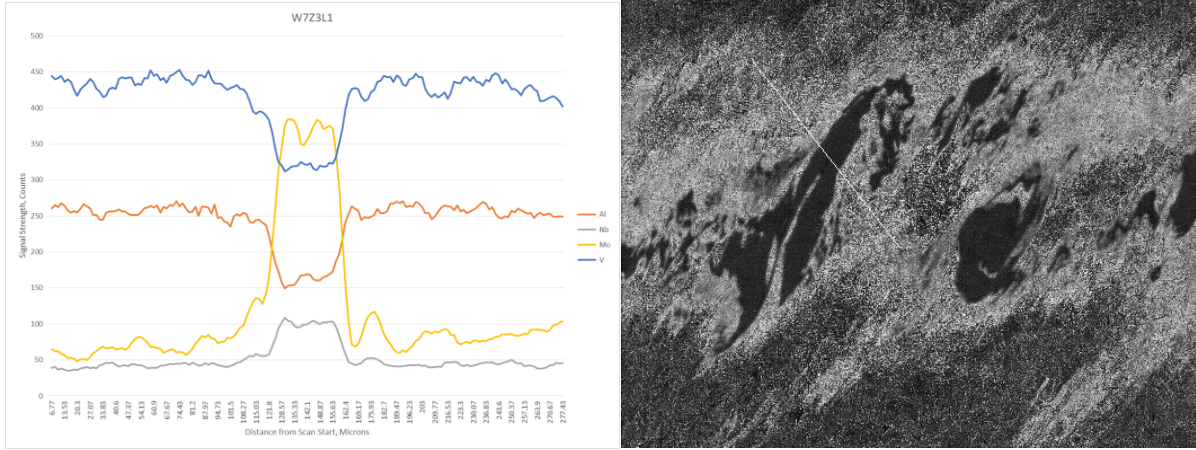 W7Z3L1
500
450
400
350
300
250
200
150
100
50
0
Signal Strength, Counts
6.77 13.53 20.3 27.07 33.83 40.6 47.37 54.13 60.9 67.67 74.43 81.2 87.97 94.73 101.5 108.27 115.03 121.8 128.57 135.33 142.1 148.87 155.63 162.4 169.17 175.93 182.7 189.47 196.23 203 209.77 216.53 223.3 230.07 236.83 243.6 250.37 257.13 263.9 270.67 277.43
Distance from Scan Start, Microns
Al
Nb
Mo
V